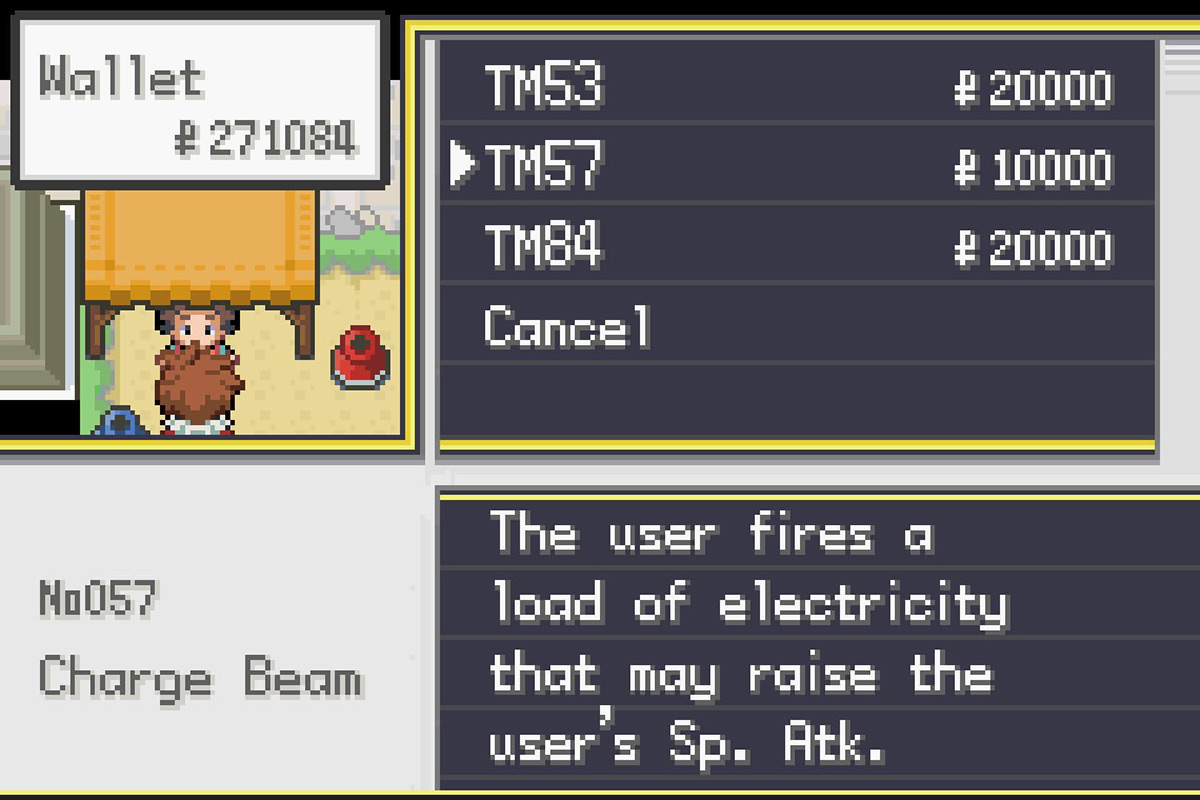 Wallet
₽ 271084
TM53 ₽ 20000
TM57 ₽ 10000
TM84 ₽ 20000
Cancel
No057
Charge Beam
The user fires a
load of electricity
that may raise the
user's Sp. Atk.